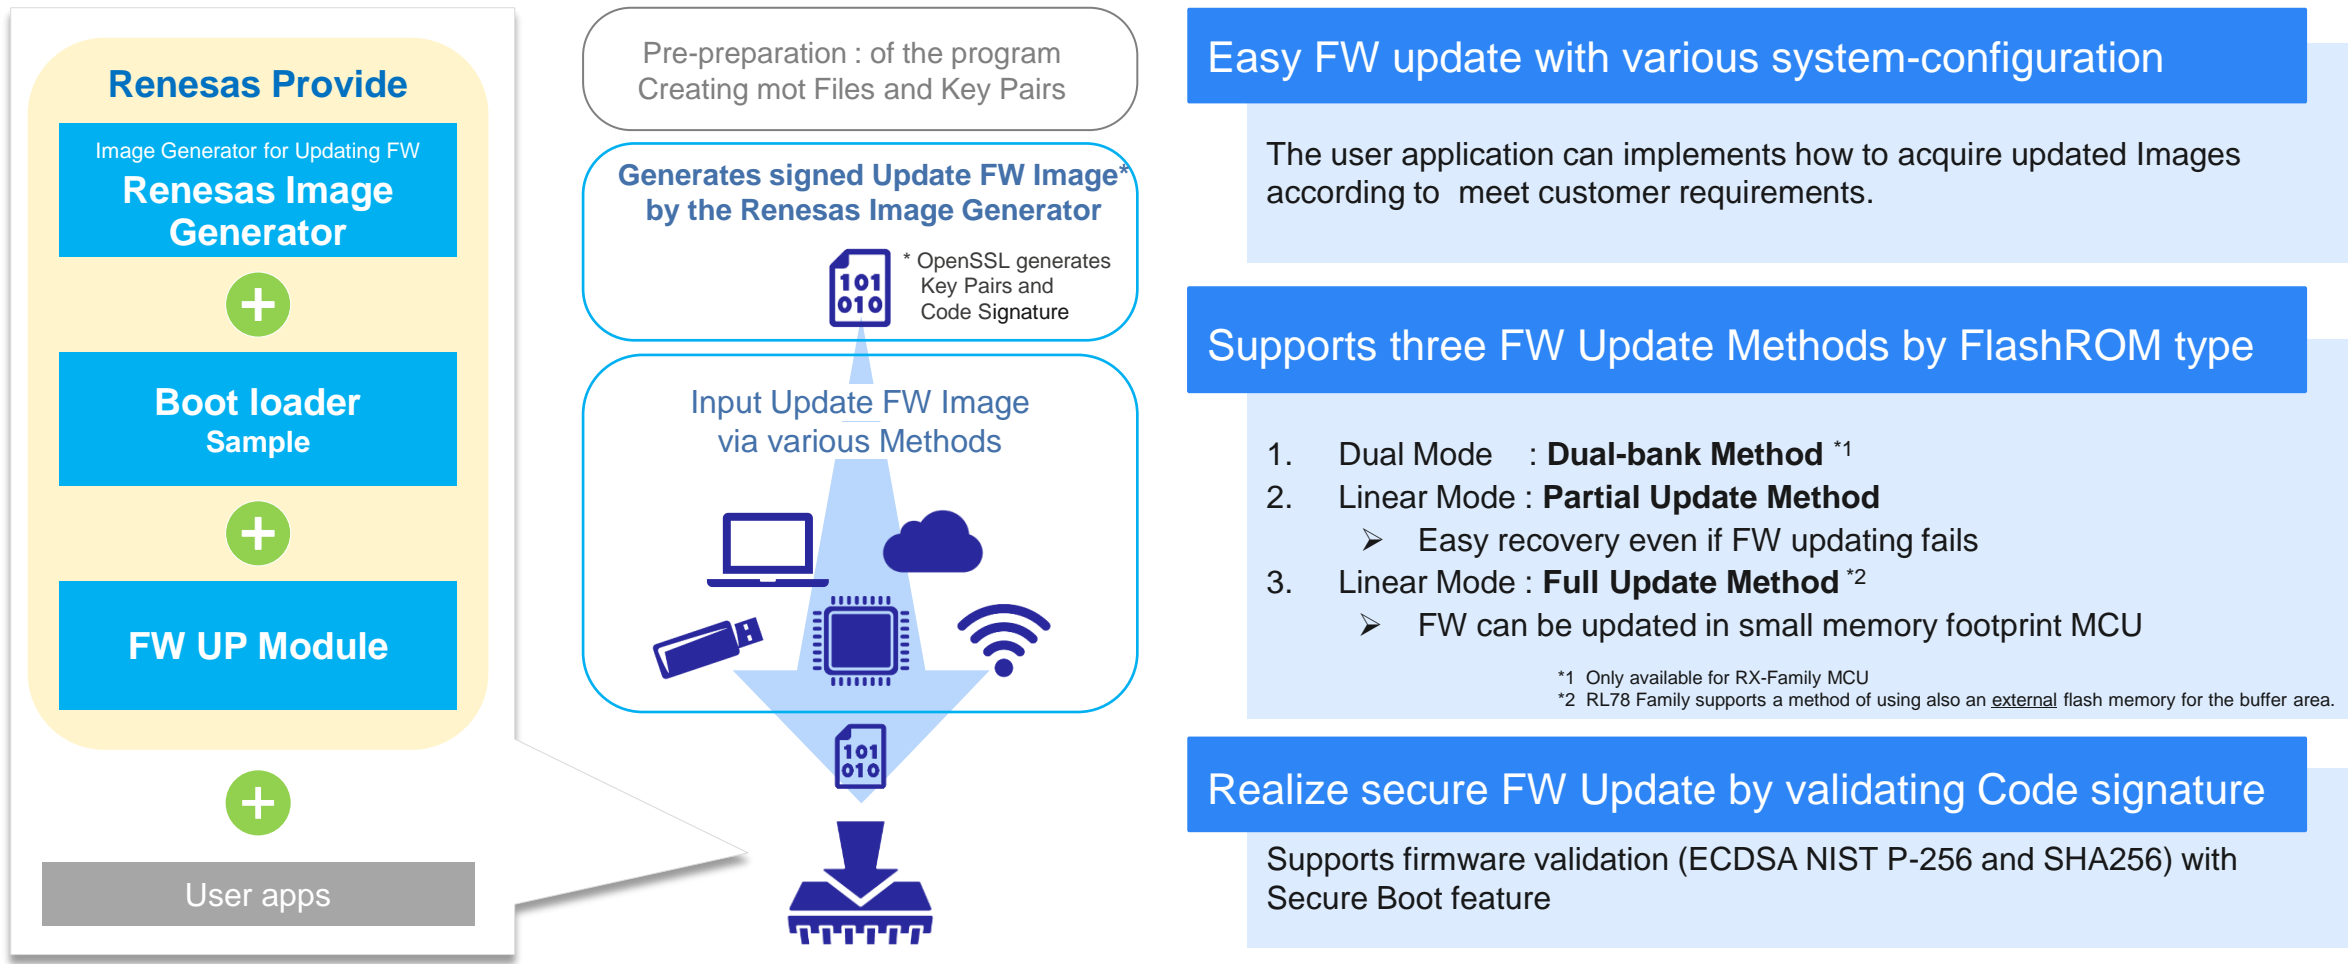 Renesas Provide
Image Generator for Updating FW
Renesas Image
Generator
Boot loader
Sample
FW UP Module
User apps
Pre-preparation : of the program
Creating mot Files and Key Pairs
Generates signed Update FW Image*
by the Renesas Image Generator
101
010
* OpenSSL generates
Key Pairs and
Code Signature
Input Update FW Image
via various Methods
101
010
Easy FW update with various system-configuration
The user application can implements how to acquire updated Images
according to  meet customer requirements.
Supports three FW Update Methods by FlashROM type
1. Dual Mode : Dual-bank Method *1
2. Linear Mode : Partial Update Method
➢ Easy recovery even if FW updating fails
3. Linear Mode : Full Update Method *2
➢ FW can be updated in small memory footprint MCU
*1 Only available for RX-Family MCU
*2 RL78 Family supports a method of using also an external flash memory for the buffer area.
Realize secure FW Update by validating Code signature
Supports firmware validation (ECDSA NIST P-256 and SHA256) with
Secure Boot feature